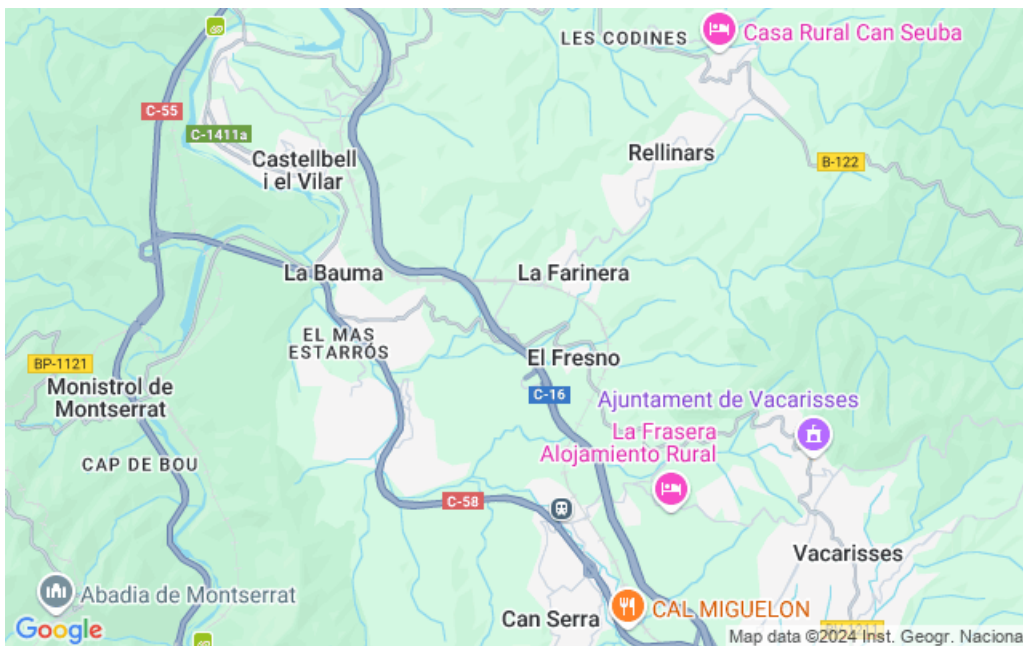 LES CODINES
Casa Rural Can Seuba
C-55
C-1411a
Castellbell
i el Vilar
Rellinars
B-122
La Bauma
La Farinera
EL MAS
ESTARRÓS
El Fresno
BP-1121
Monistrol de
Montserrat
C-16
Ajuntament de Vacarisses
La Frasera
Alojamiento Rural
CAP DE BOU
C-58
Vacarisses
Abadia de Montserrat
Can Serra
CAL MIGUELON
Google
Map data ©2024 Inst. Geogr. Naciona